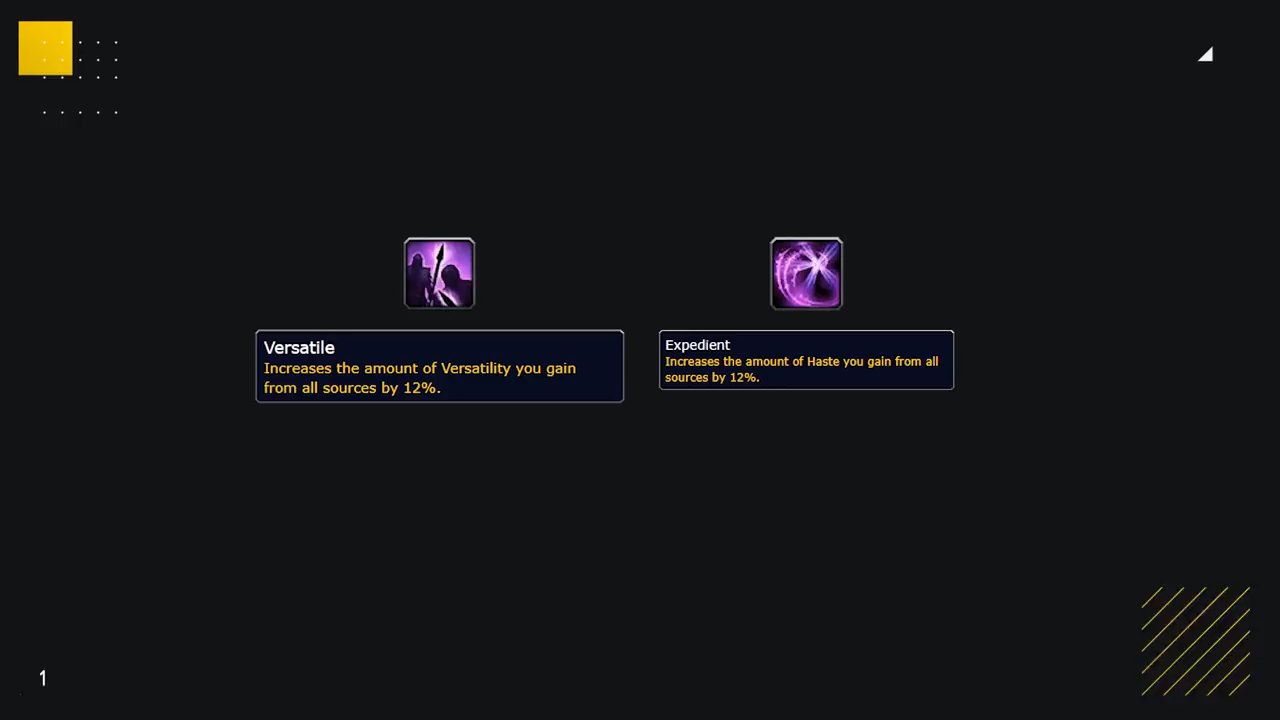 Versatile
Increases the amount of Versatility you gain
from all sources by 12%.
Expedient
Increases the amount of Haste you gain from all
sources by 12%.
1